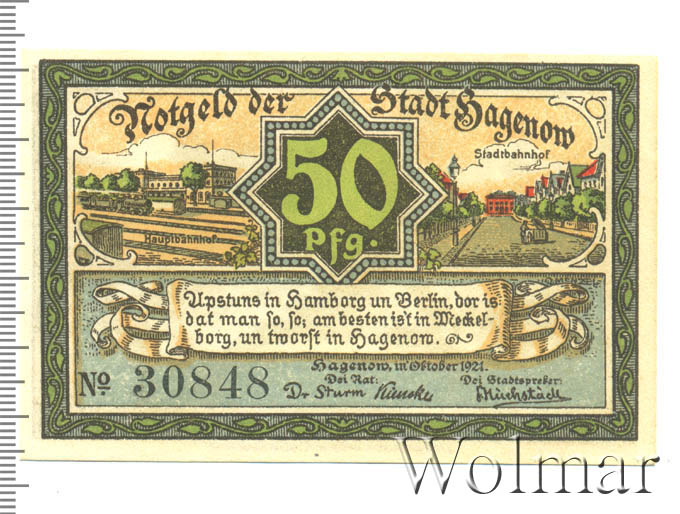 Notgeld der Stadt Hagenow
Stadtbahnhof
50
Pfg.
Hauptbahnhof
Upstuns in Hamborg un Berlin, dor is
dat man so, so; am besten is't in Meckel-
borg, un tworst in Hagenow.
Hagenow, im Oktober 1921.
Dei Rat: Dei Stadtspreker:
No 30848 Dr Sturm
Wolmar